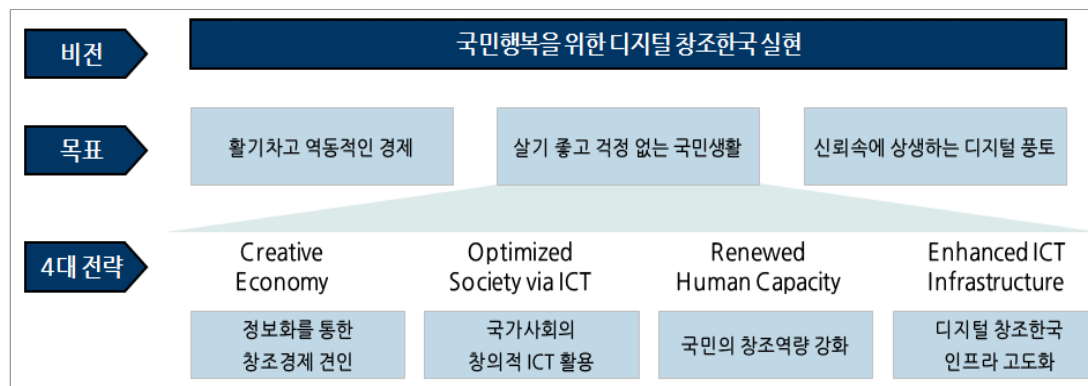 비전
국민행복을 위한 디지털 창조한국 실현
목표
활기차고 역동적인 경제
살기 좋고 걱정 없는 국민생활
신뢰속에 상생하는 디지털 풍토
4대 전략
Creative
Economy
Optimized
Society via ICT
Renewed
Human Capacity
Enhanced ICT
Infrastructure
정보화를 통한
창조경제 견인
국가사회의
창의적 ICT 활용
국민의 창조역량 강화
디지털 창조한국
인프라 고도화